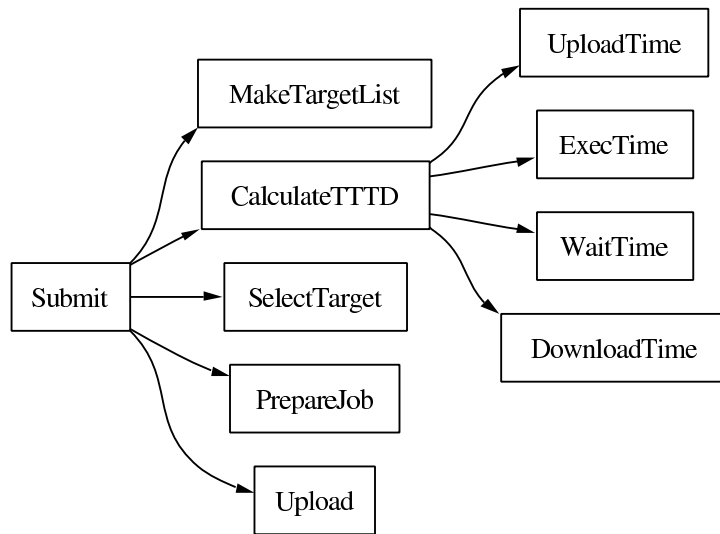 UploadTime
MakeTargetList
ExecTime
CalculateTTTD
WaitTime
Submit
SelectTarget
DownloadTime
PrepareJob
Upload